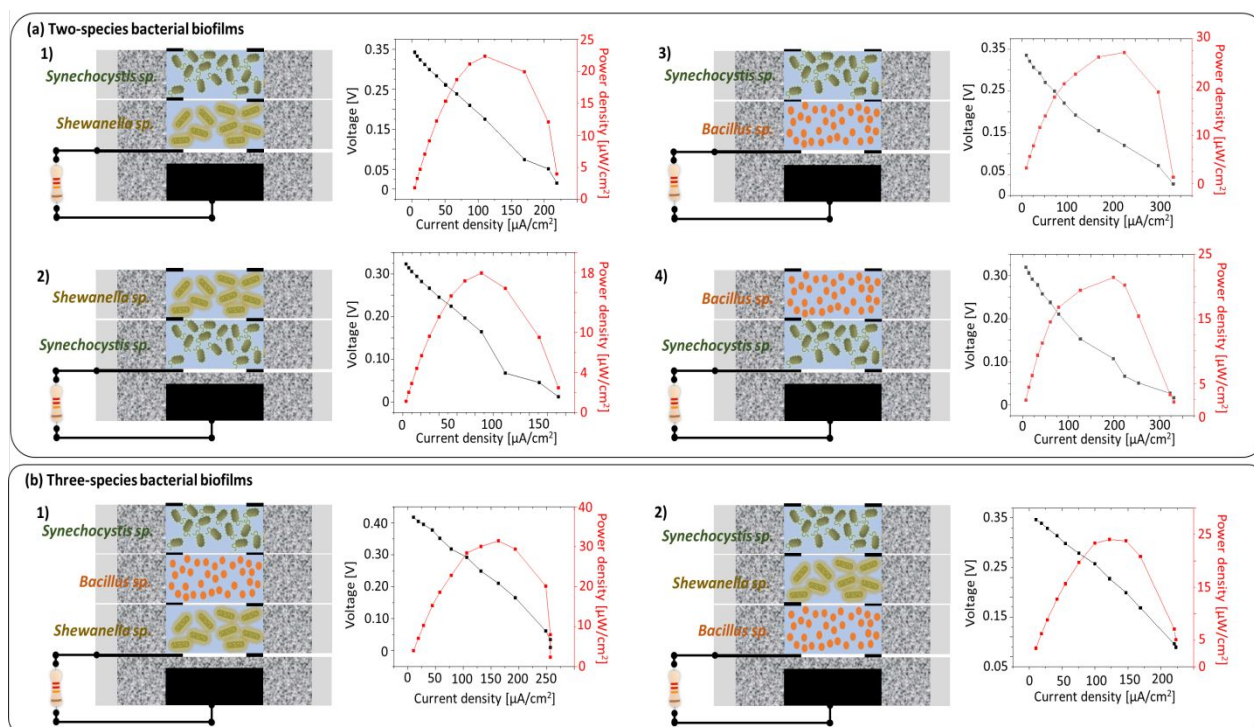 (a) Two-species bacterial biofilms
1)
Synechocystis sp.
Shewanella sp.
Voltage [V]
0.35
0.25
0.15
0.05
0
0 50 100 150 200
Current density [µA/cm²]
25
20
15
10
5
0
Power density [µW/cm²]
3)
Synechocystis sp.
Bacillus sp.
Voltage [V]
0.35
0.25
0.15
0.05
0
0 100 200 300
Current density [µA/cm²]
30
20
10
0
Power density [µW/cm²]
2)
Shewanella sp.
Synechocystis sp.
Voltage [V]
0.30
0.20
0.10
0
0 50 100 150
Current density [µA/cm²]
18
10
8
4
0
Power density [µW/cm²]
4)
Bacillus sp.
Synechocystis sp.
Voltage [V]
0.30
0.20
0.10
0
0 100 200 300
Current density [µA/cm²]
25
20
15
10
5
0
Power density [µW/cm²]
(b) Three-species bacterial biofilms
1)
Synechocystis sp.
Bacillus sp.
Shewanella sp.
Voltage [V]
0.40
0.30
0.20
0.10
0
0 50 100 150 200 250
Current density [µA/cm²]
40
30
20
10
0
Power density [µW/cm²]
2)
Synechocystis sp.
Shewanella sp.
Bacillus sp.
Voltage [V]
0.35
0.25
0.15
0.05
0 50 100 150 200
Current density [µA/cm²]
25
15
5
0
Power density [µW/cm²]